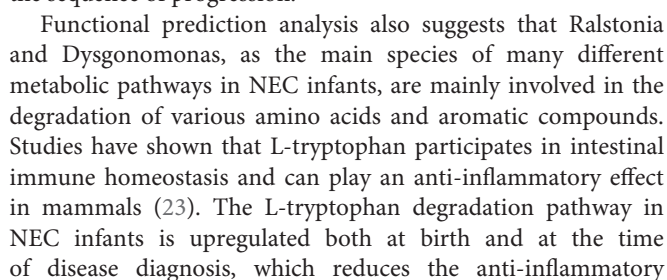 the sequence of progression.
Functional prediction analysis also suggests that Ralstonia
and Dysgonomonas, as the main species of many different
metabolic pathways in NEC infants, are mainly involved in the
degradation of various amino acids and aromatic compounds.
Studies have shown that L-tryptophan participates in intestinal
immune homeostasis and can play an anti-inflammatory effect
in mammals (23). The L-tryptophan degradation pathway in
NEC infants is upregulated both at birth and at the time
of disease diagnosis, which reduces the anti-inflammatory